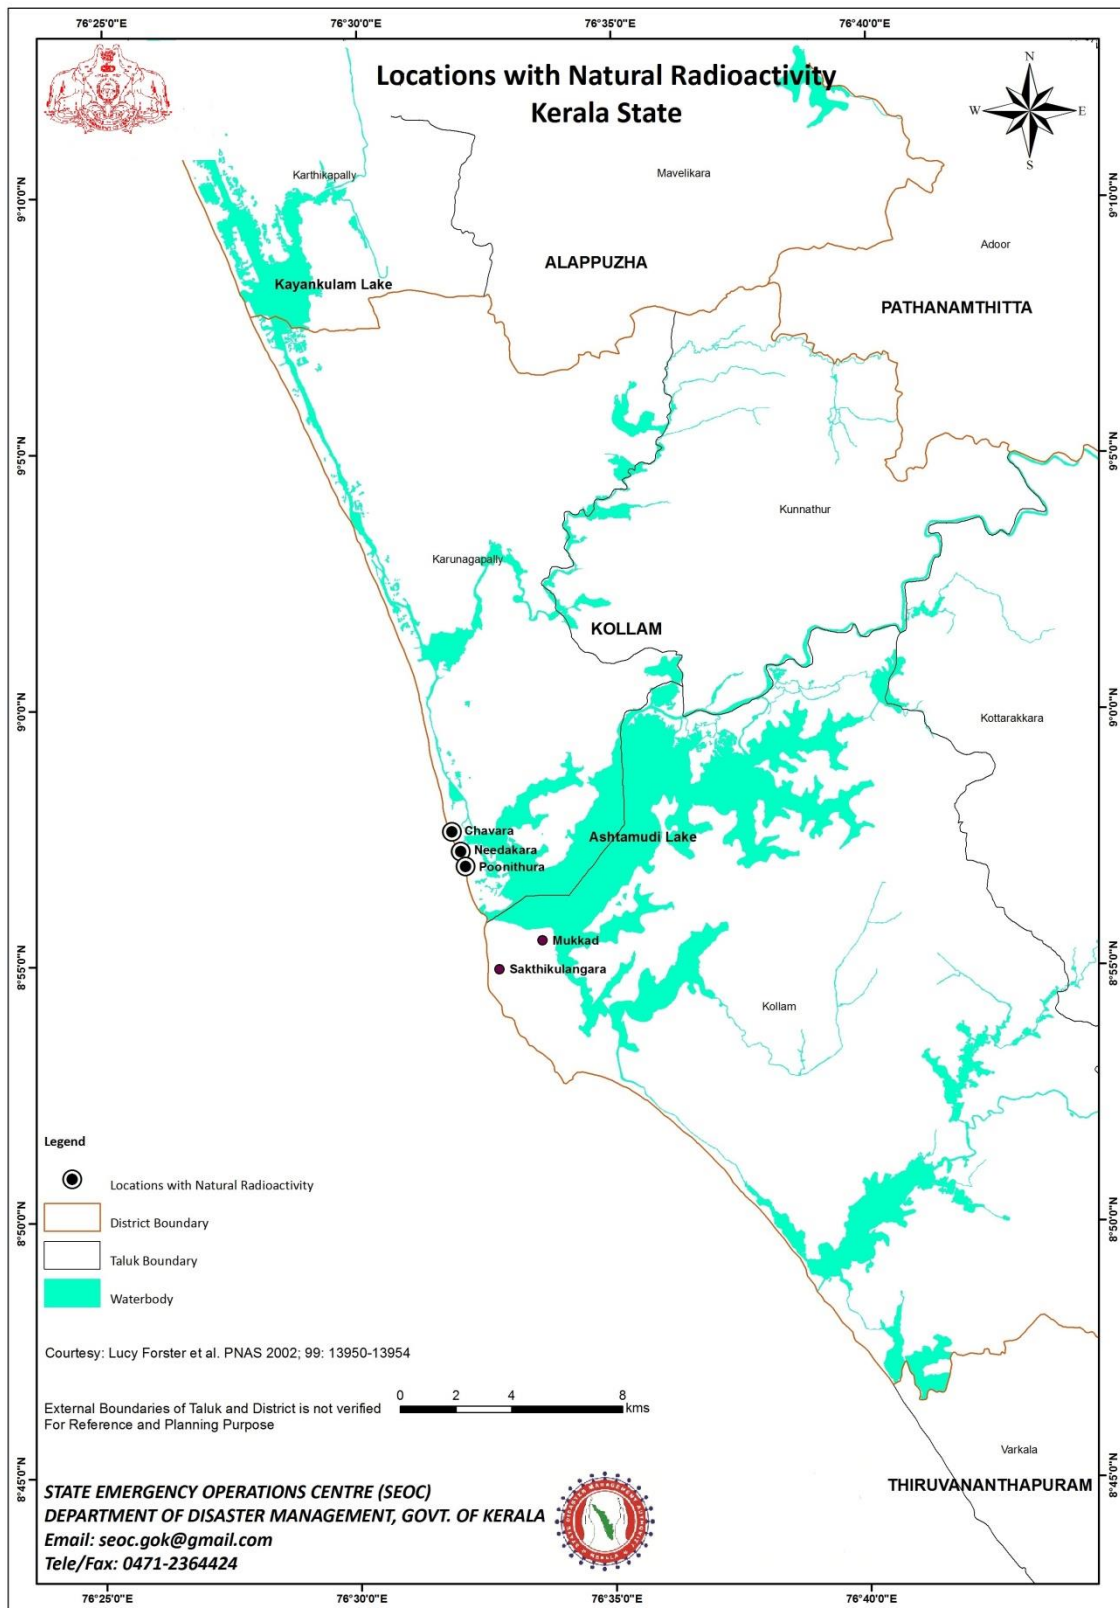 76°25'0"E
76°30'0"E
76°35'0"E
76°40'0"E
Locations with Natural Radioactivity
Kerala State
N
W
E
S
9°10'0"N
9°10'0"N
Karthikapally
Mavelikara
Adoor
ALAPPUZHA
Kayankulam Lake
PATHANAMTHITTA
9°5'0"N
9°5'0"N
Kunnathur
Karunagapally
KOLLAM
9°0'0"N
9°0'0"N
Kottarakkara
Chavara
Ashtamudi Lake
Needakara
Poonithura
Mukkad
8°55'0"N
8°55'0"N
Sakthikulangara
Kollam
Legend
Locations with Natural Radioactivity
District Boundary
8°50'0"N
8°50'0"N
Taluk Boundary
Waterbody
Courtesy: Lucy Forster et al. PNAS 2002; 99: 13950-13954
0 2 4 8
kms
External Boundaries of Taluk and District is not verified
For Reference and Planning Purpose
Varkala
8°45'0"N
8°45'0"N
THIRUVANANTHAPURAM
STATE EMERGENCY OPERATIONS CENTRE (SEOC)
DEPARTMENT OF DISASTER MANAGEMENT, GOVT. OF KERALA
Email: seoc.gok@gmail.com
Tele/Fax: 0471-2364424
76°25'0"E
76°30'0"E
76°35'0"E
76°40'0"E